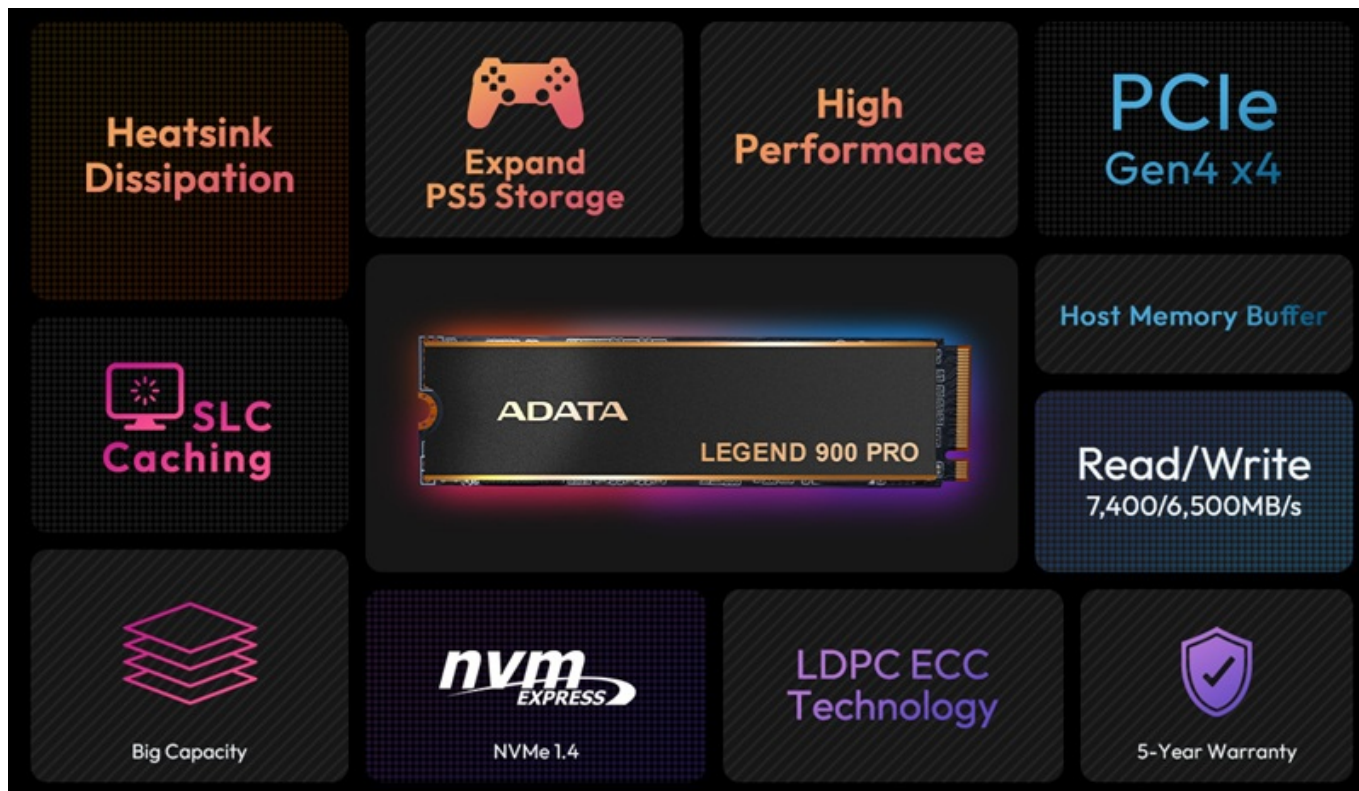 Heatsink
Dissipation
Expand
PS5 Storage
High
Performance
PCIe
Gen4 x4
Host Memory Buffer
SLC
Caching
ADATA
LEGEND 900 PRO
Read/Write
7,400/6,500MB/s
Big Capacity
nvm
EXPRESS
NVMe 1.4
LDPC ECC
Technology
5-Year Warranty